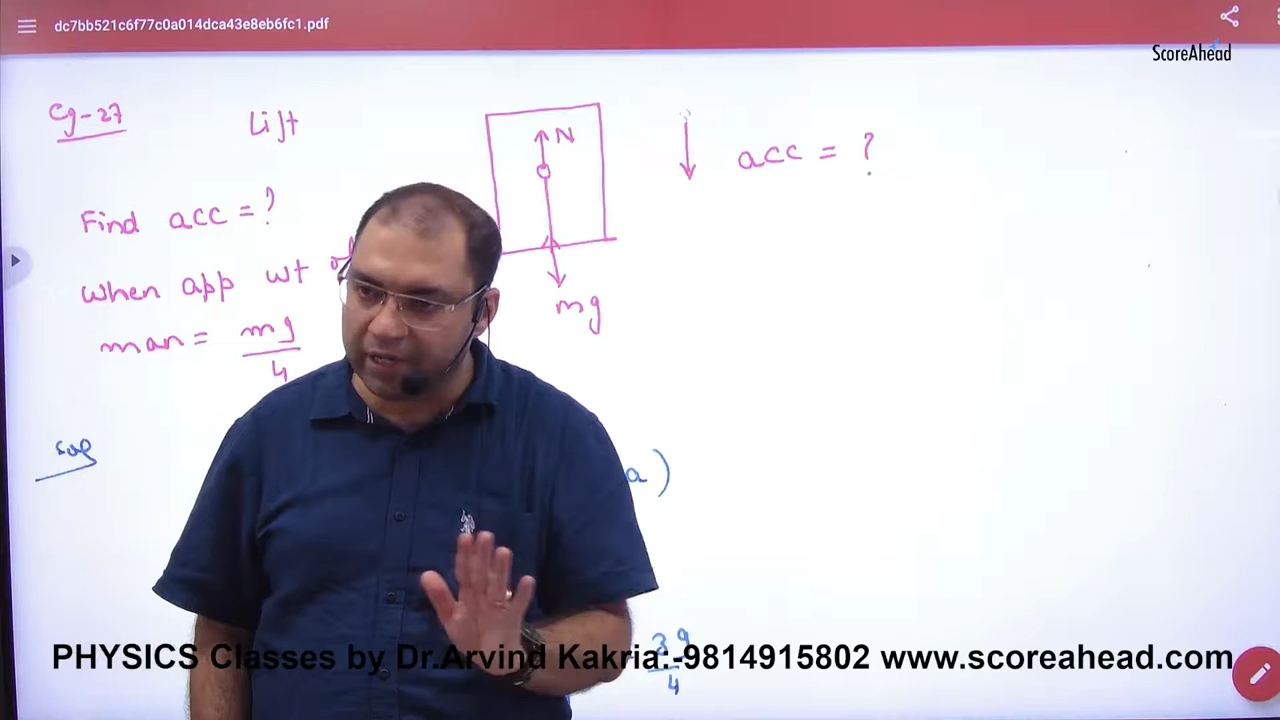 dc7bb521c6f77c0a014dca43e8eb6fc1.pdf
ScoreAhead
Eg-27 Lift
N
acc = ?
Find acc = ?
When app wt of
mg
man = mg/4
Sol
a)
3g/4
PHYSICS Classes by Dr.Arvind Kakria:-9814915802 www.scoreahead.com